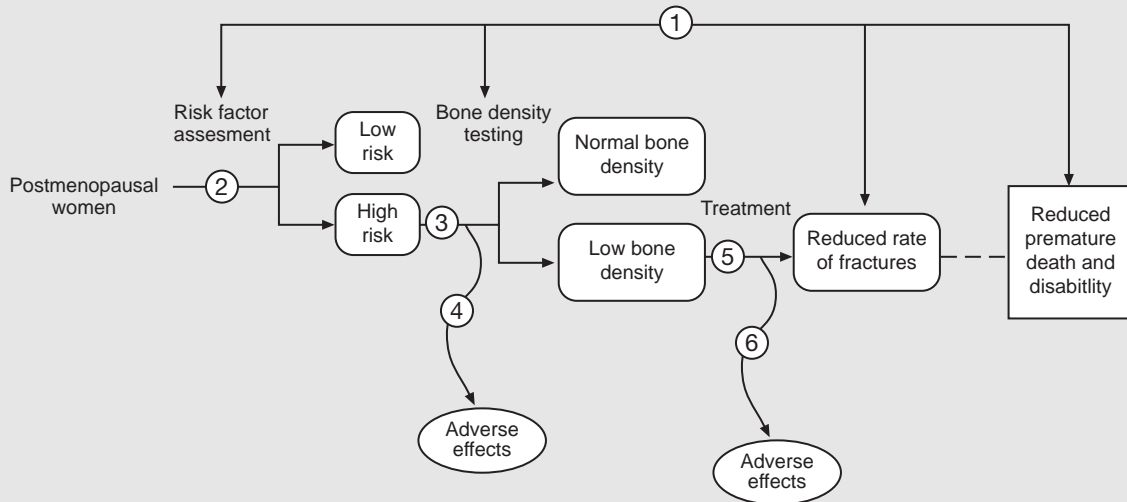 1
Risk factor
assesment
Bone density
testing
Low
risk
Normal bone
density
Postmenopausal
women
2
High
risk
3
Treatment
Low bone
density
5
Reduced rate
of fractures
Reduced
premature
death and
disabitlity
4
6
Adverse
effects
Adverse
effects